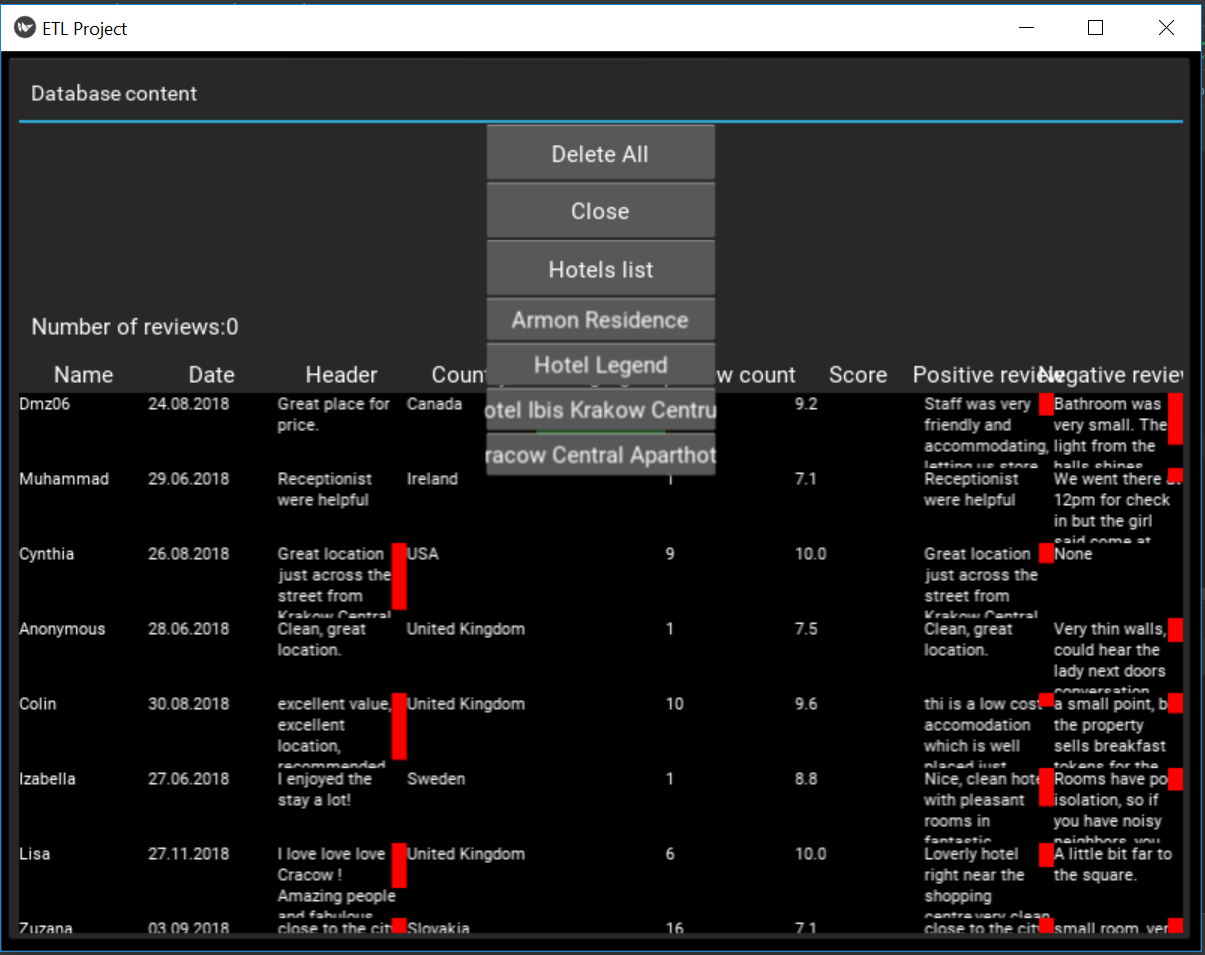 ETL Project
Database content
Delete All
Close
Hotels list
Armon Residence
Hotel Legend
otel Ibis Krakow Centru
racow Central Aparthot
Number of reviews:0
Name Date Header Count w count Score Positive review Negative review
Dmz06 24.08.2018 Great place for Canada 9.2 Staff was very Bathroom was
price. friendly and very small. The
accommodating, light from the
letting us store halls shines
Muhammad 29.06.2018 Receptionist Ireland 1 7.1 Receptionist We went there at
were helpful were helpful 12pm for check
in but the girl
said come at
Cynthia 26.08.2018 Great location USA 9 10.0 Great location None
just across the just across the
street from street from
Krakow Central Krakow Central
Anonymous 28.06.2018 Clean, great United Kingdom 1 7.5 Clean, great Very thin walls,
location. location. could hear the
lady next doors
conversation
Colin 30.08.2018 excellent value, United Kingdom 10 9.6 thi is a low cost a small point, b
excellent accomodation the property
location, which is well sells breakfast
recommended placed just tokens for the
Izabella 27.06.2018 I enjoyed the Sweden 1 8.8 Nice, clean hote Rooms have po
stay a lot! with pleasant isolation, so if
rooms in you have noisy
fantastic neighbors, you
Lisa 27.11.2018 I love love love United Kingdom 6 10.0 Loverly hotel A little bit far to
Cracow ! right near the the square.
Amazing people shopping
and fabulous centre very clean
Zuzana 03.09.2018 close to the city Slovakia 16 7.1 close to the city small room, ver